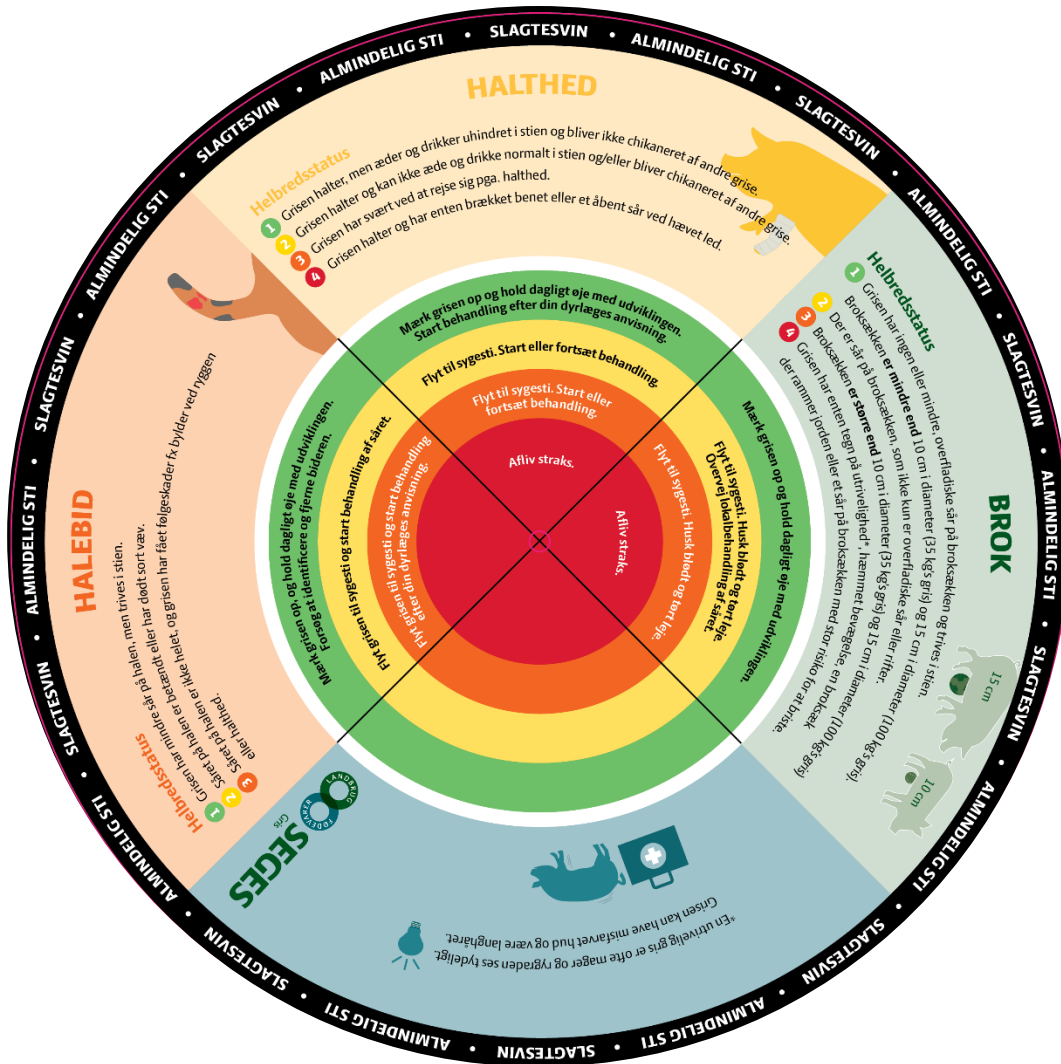 SLAGTESVIN • ALMINDELIG STI • SLAGTESVIN • ALMINDELIG STI • SLAGTESVIN • ALMINDELIG STI • SLAGTESVIN • ALMINDELIG STI • SLAGTESVIN • ALMINDELIG STI • SLAGTESVIN • ALMINDELIG STI • SLAGTESVIN • ALMINDELIG STI • SLAGTESVIN • ALMINDELIG STI • SLAGTESVIN • ALMINDELIG STI • SLAGTESVIN • ALMINDELIG STI •
HALTHED
Helbredsstatus
1 Grisen halter, men æder og drikker uhindret i stien og bliver ikke chikaneret af andre grise.
2 Grisen halter og kan ikke æde og drikke normalt i stien og/eller bliver chikaneret af andre grise.
3 Grisen har svært ved at rejse sig pga. halthed.
4 Grisen halter og har enten brækket benet eller et åbent sår ved hævet led.
Mærk grisen op og hold dagligt øje med udviklingen.
Start behandling efter din dyrlæges anvisning.
Flyt til sygesti. Start eller fortsæt behandling.
Flyt til sygesti. Start eller
fortsæt behandling.
Afliv straks.
BROK
Helbredsstatus
1 Grisen har ingen eller mindre, overfladiske sår på broksækken og trives i stien.
Broksækken er mindre end 10 cm i diameter (35 kg's gris) og 15 cm i diameter (100 kg's gris).
2 Der er sår på broksækken, som ikke kun er overfladiske sår eller rifter.
3 Broksækken er større end 10 cm i diameter (35 kg's gris) og 15 cm i diameter (100 kg's gris)
4 Grisen har enten tegn på utrivelighed*, hæmmet bevægelse, en broksæk
der rammer jorden eller et sår på broksækken med stor risiko for at briste.
15 cm
10 cm
Mærk grisen op og hold dagligt øje med udviklingen.
Flyt til sygesti. Husk blødt og tørt leje.
Overvej lokalbehandling af såret.
Flyt til sygesti. Husk blødt og tørt leje.
Afliv straks.
*En utrivelig gris er ofte mager og rygraden ses tydeligt.
Grisen kan have misfarvet hud og være langhåret.
LANDBRUG
FØDEVARER
SEGES
Gris
HALEBID
Helbredsstatus
1 Grisen har mindre sår på halen, men trives i stien.
2 Såret på halen er betændt eller har dødt sort væv.
3 Såret på halen er ikke helet, og grisen har fået følgeskader fx bylder ved ryggen
eller halthed.
Mærk grisen op, og hold dagligt øje med udviklingen.
Forsøg at identificere og fjerne bideren.
Flyt grisen til sygesti og start behandling af såret.
Flyt grisen til sygesti og start behandling
efter din dyrlæges anvisning.